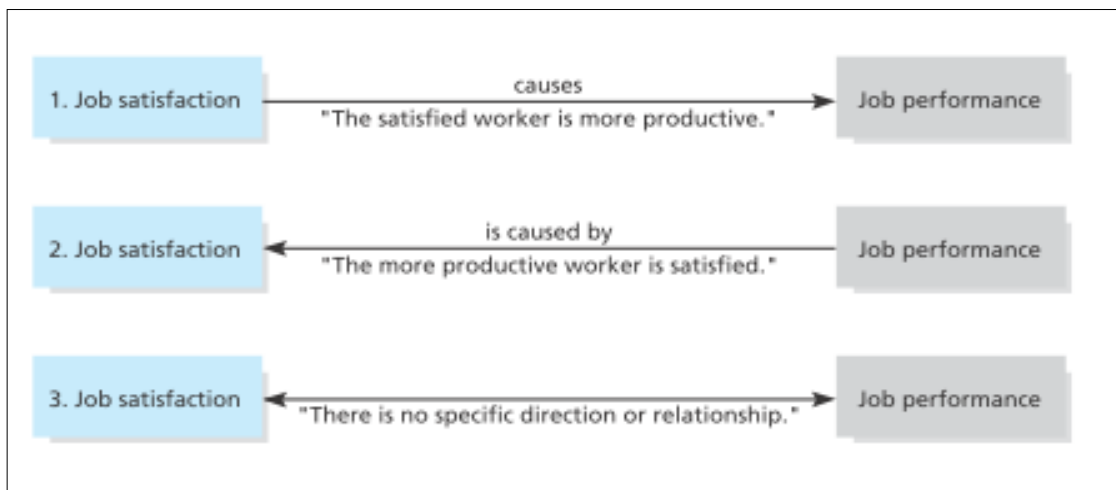 causes
1. Job satisfaction
Job performance
"The satisfied worker is more productive."
is caused by
2. Job satisfaction
Job performance
"The more productive worker is satisfied."
3. Job satisfaction
Job performance
"There is no specific direction or relationship."